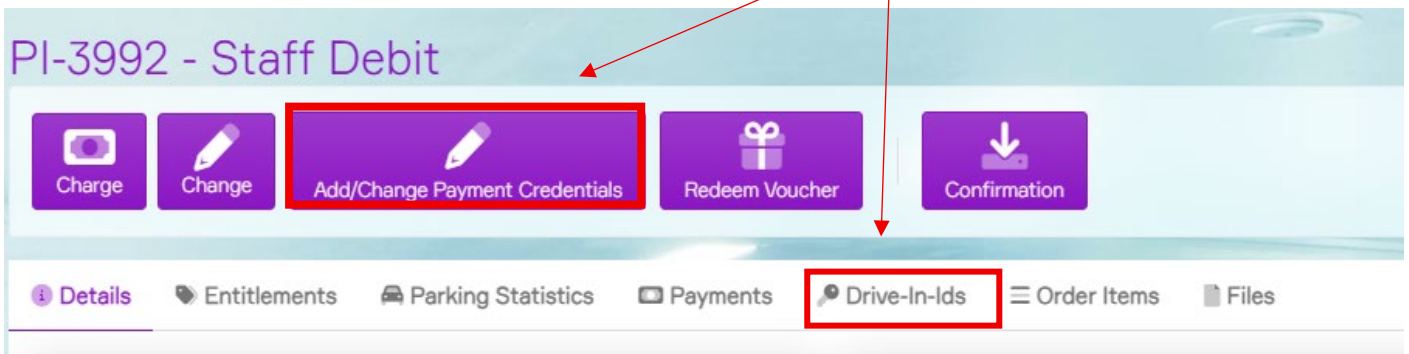 PI-3992 - Staff Debit
Charge Change Add/Change Payment Credentials Redeem Voucher Confirmation
Details Entitlements Parking Statistics Payments Drive-In-Ids Order Items Files